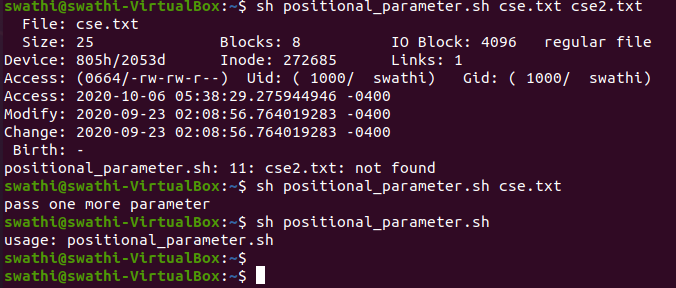 swathi@swathi-VirtualBox:~$ sh positional_parameter.sh cse.txt cse2.txt
  File: cse.txt
  Size: 25              Blocks: 8          IO Block: 4096   regular file
Device: 805h/2053d      Inode: 272685      Links: 1
Access: (0664/-rw-rw-r--)  Uid: ( 1000/  swathi)   Gid: ( 1000/  swathi)
Access: 2020-10-06 05:38:29.275944946 -0400
Modify: 2020-09-23 02:08:56.764019283 -0400
Change: 2020-09-23 02:08:56.764019283 -0400
 Birth: -
positional_parameter.sh: 11: cse2.txt: not found
swathi@swathi-VirtualBox:~$ sh positional_parameter.sh cse.txt
pass one more parameter
swathi@swathi-VirtualBox:~$ sh positional_parameter.sh
usage: positional_parameter.sh
swathi@swathi-VirtualBox:~$
swathi@swathi-VirtualBox:~$